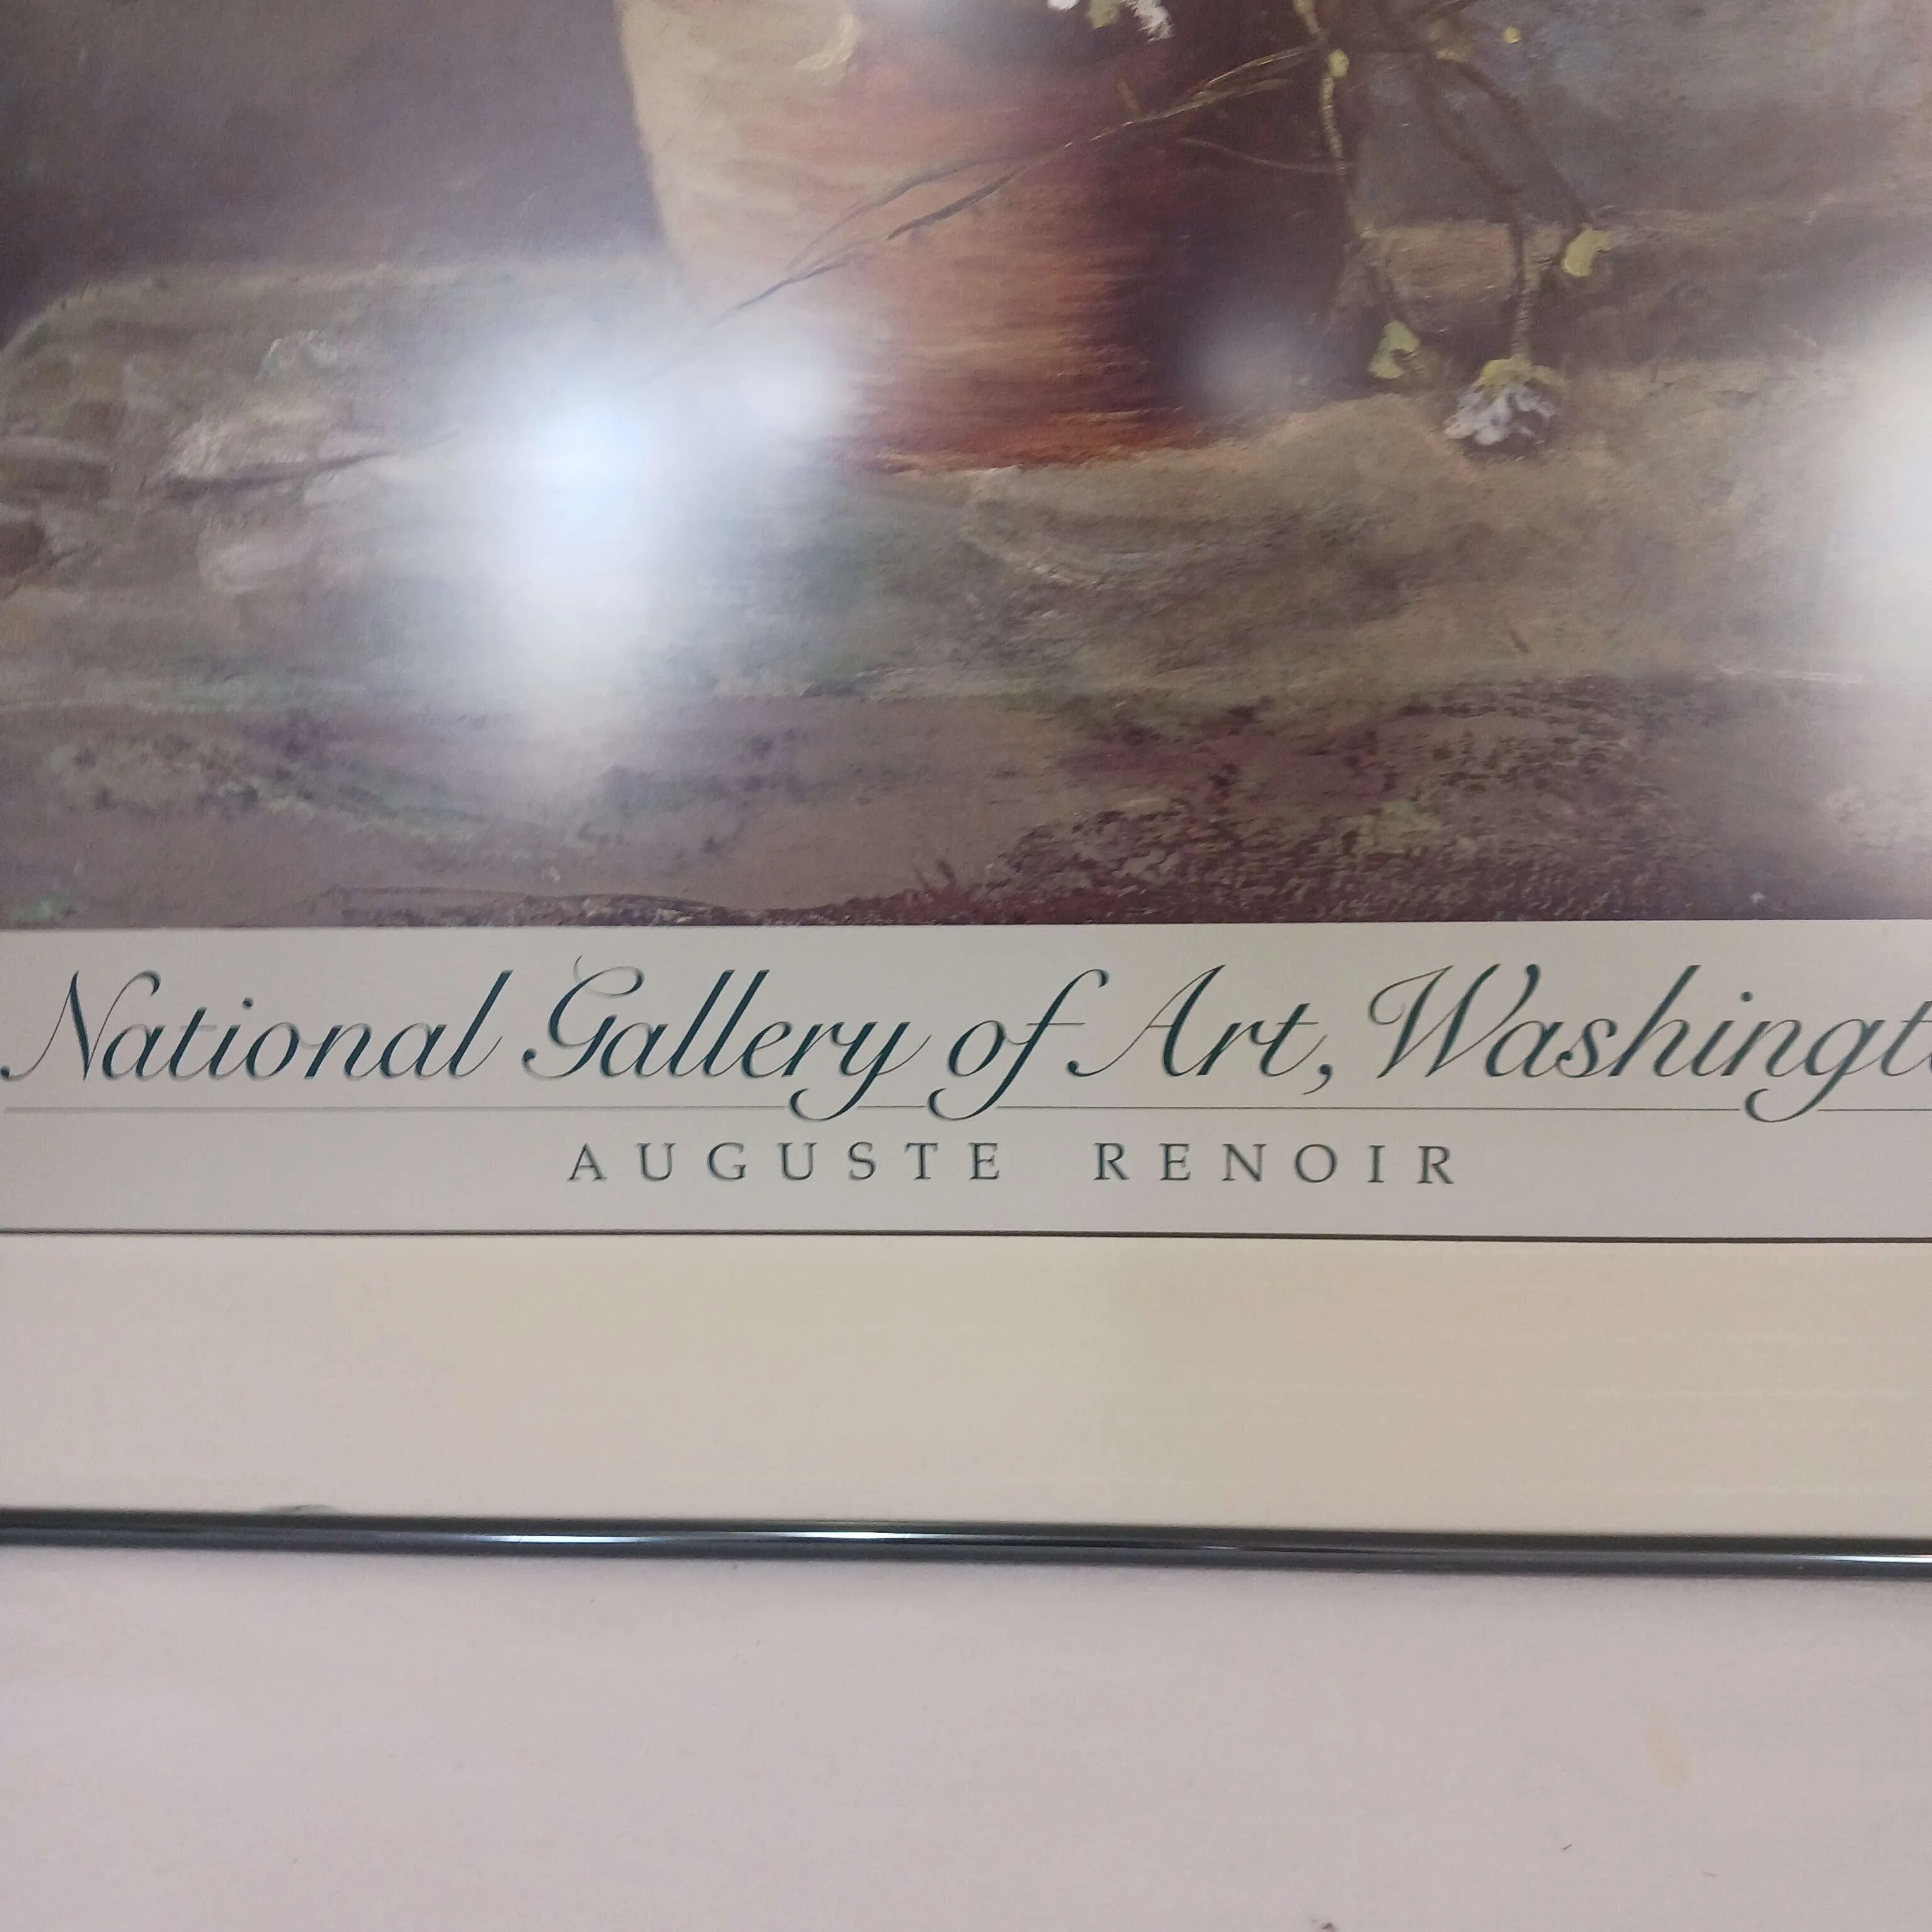 National Gallery of Art, Washingt
AUGUSTE RENOIR